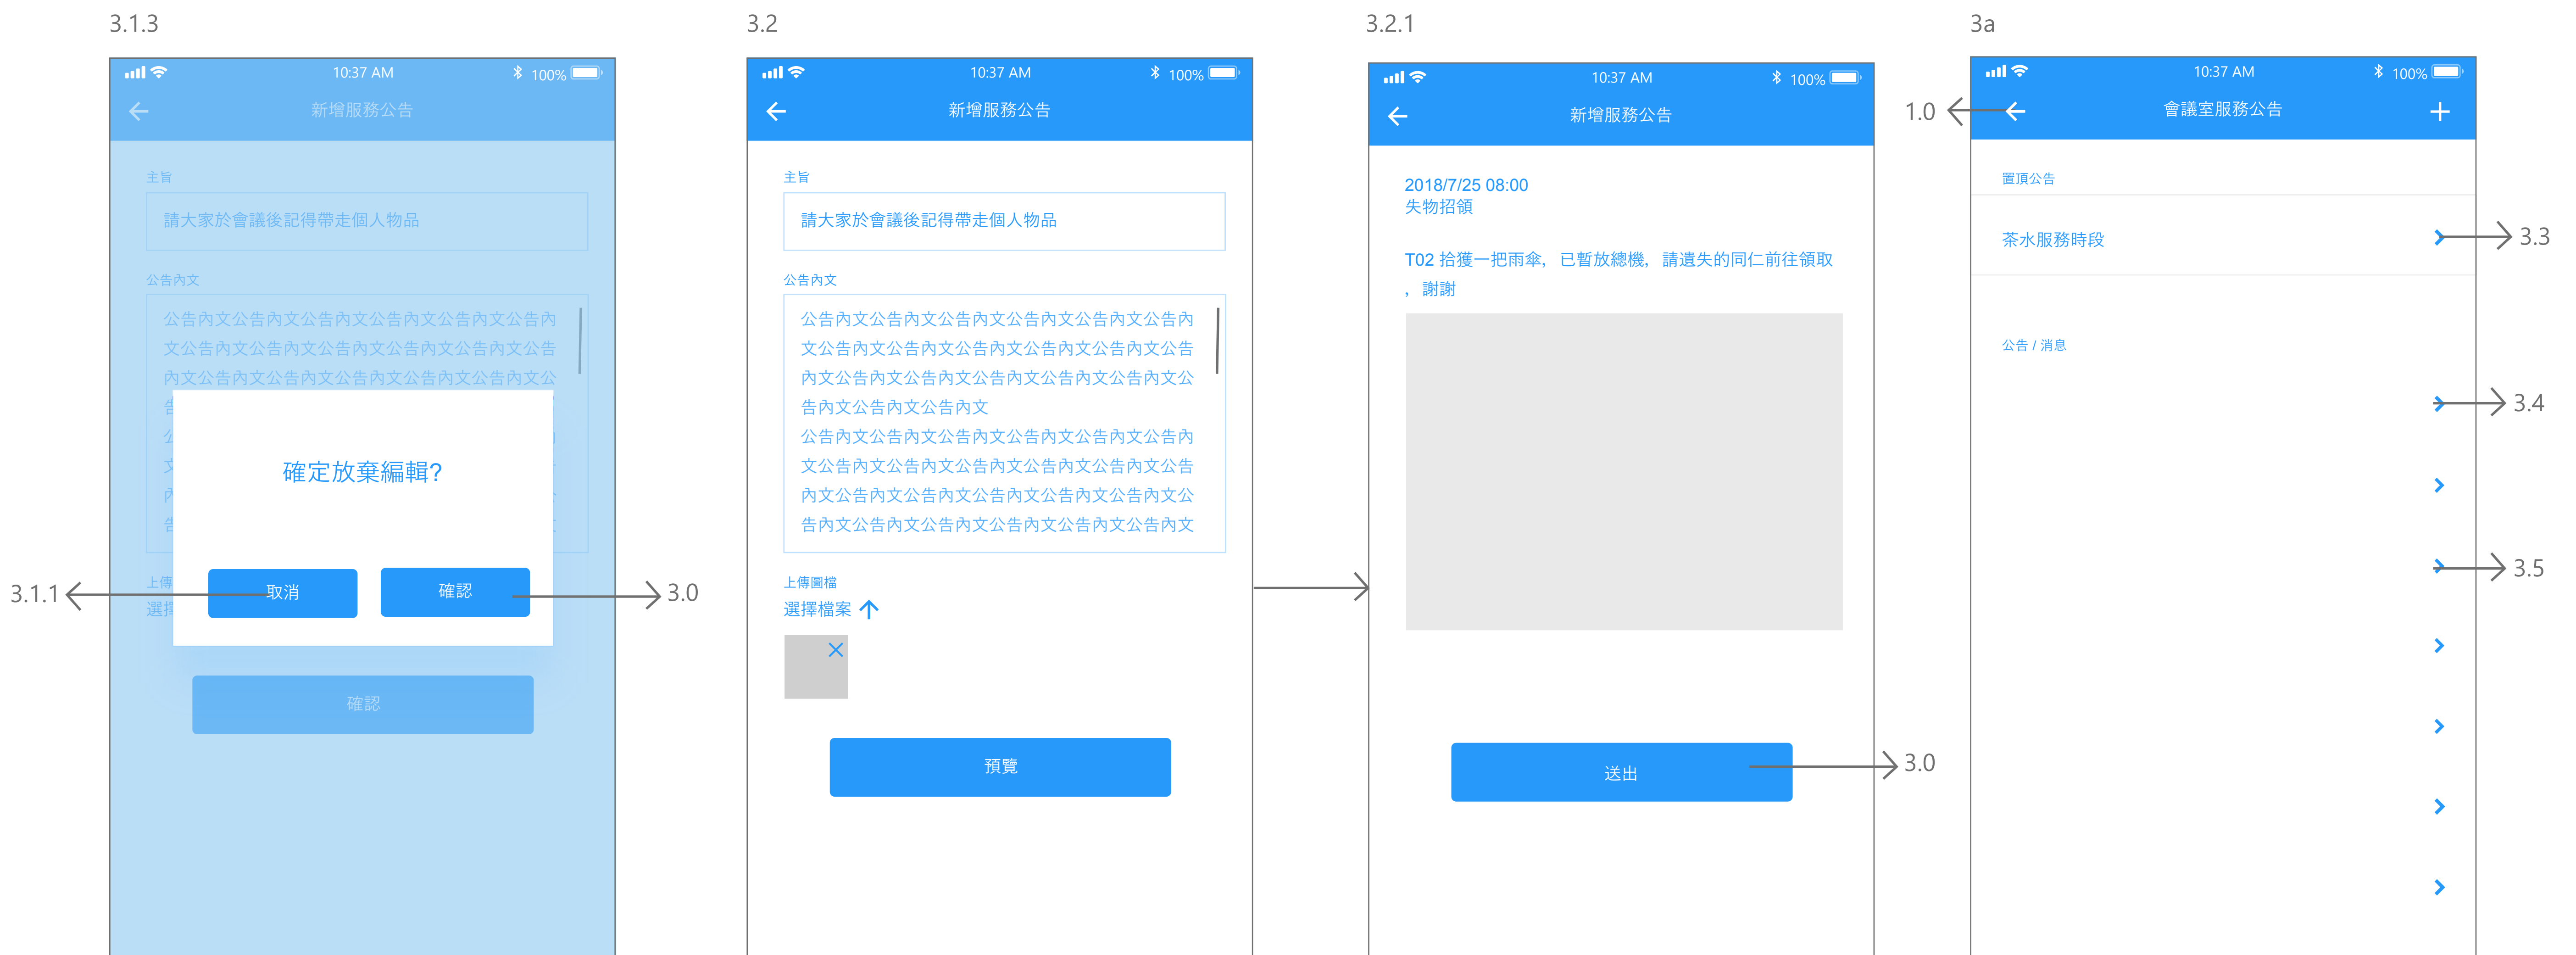 3.1.3
10:37 AM
100%
新增服務公告
主旨
請大家於會議後記得帶走個人物品
公告內文
公告內文公告內文公告內文公告內文公告內文公告內
文公告內文公告內文公告內文公告內文公告內文公告
內文公告內文公告內文公告內文公告內文公告內文公
確定放棄編輯?
取消
確認
上傳
選擇
確認
3.1.1
3.0
3.2
10:37 AM
100%
新增服務公告
主旨
請大家於會議後記得帶走個人物品
公告內文
公告內文公告內文公告內文公告內文公告內文公告內
文公告內文公告內文公告內文公告內文公告內文公告
內文公告內文公告內文公告內文公告內文公告內文公
告內文公告內文公告內文
公告內文公告內文公告內文公告內文公告內文公告內
文公告內文公告內文公告內文公告內文公告內文公告
內文公告內文公告內文公告內文公告內文公告內文公
告內文公告內文公告內文公告內文公告內文公告內文
上傳圖檔
選擇檔案
預覽
3.2.1
10:37 AM
100%
新增服務公告
2018/7/25 08:00
失物招領
T02 拾獲一把雨傘，已暫放總機，請遺失的同仁前往領取
，謝謝
送出
3.0
3a
10:37 AM
100%
1.0
會議室服務公告
置頂公告
茶水服務時段
3.3
公告 / 消息
3.4
3.5